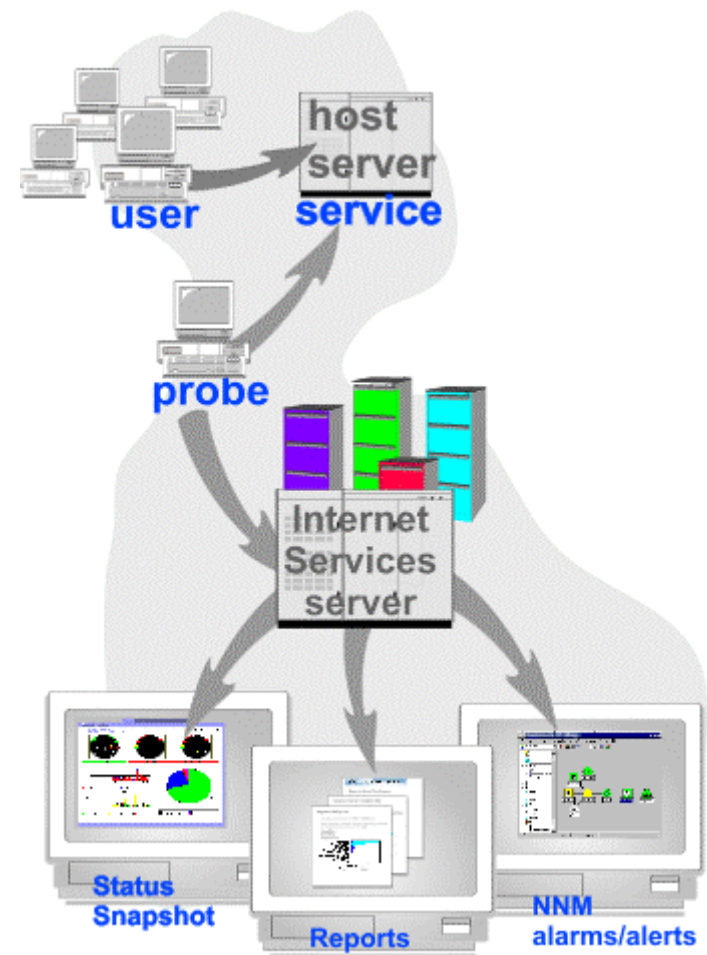 host
server
user
service
probe
Internet
Services
server
Status
Snapshot
Reports
NNM
alarms/alerts